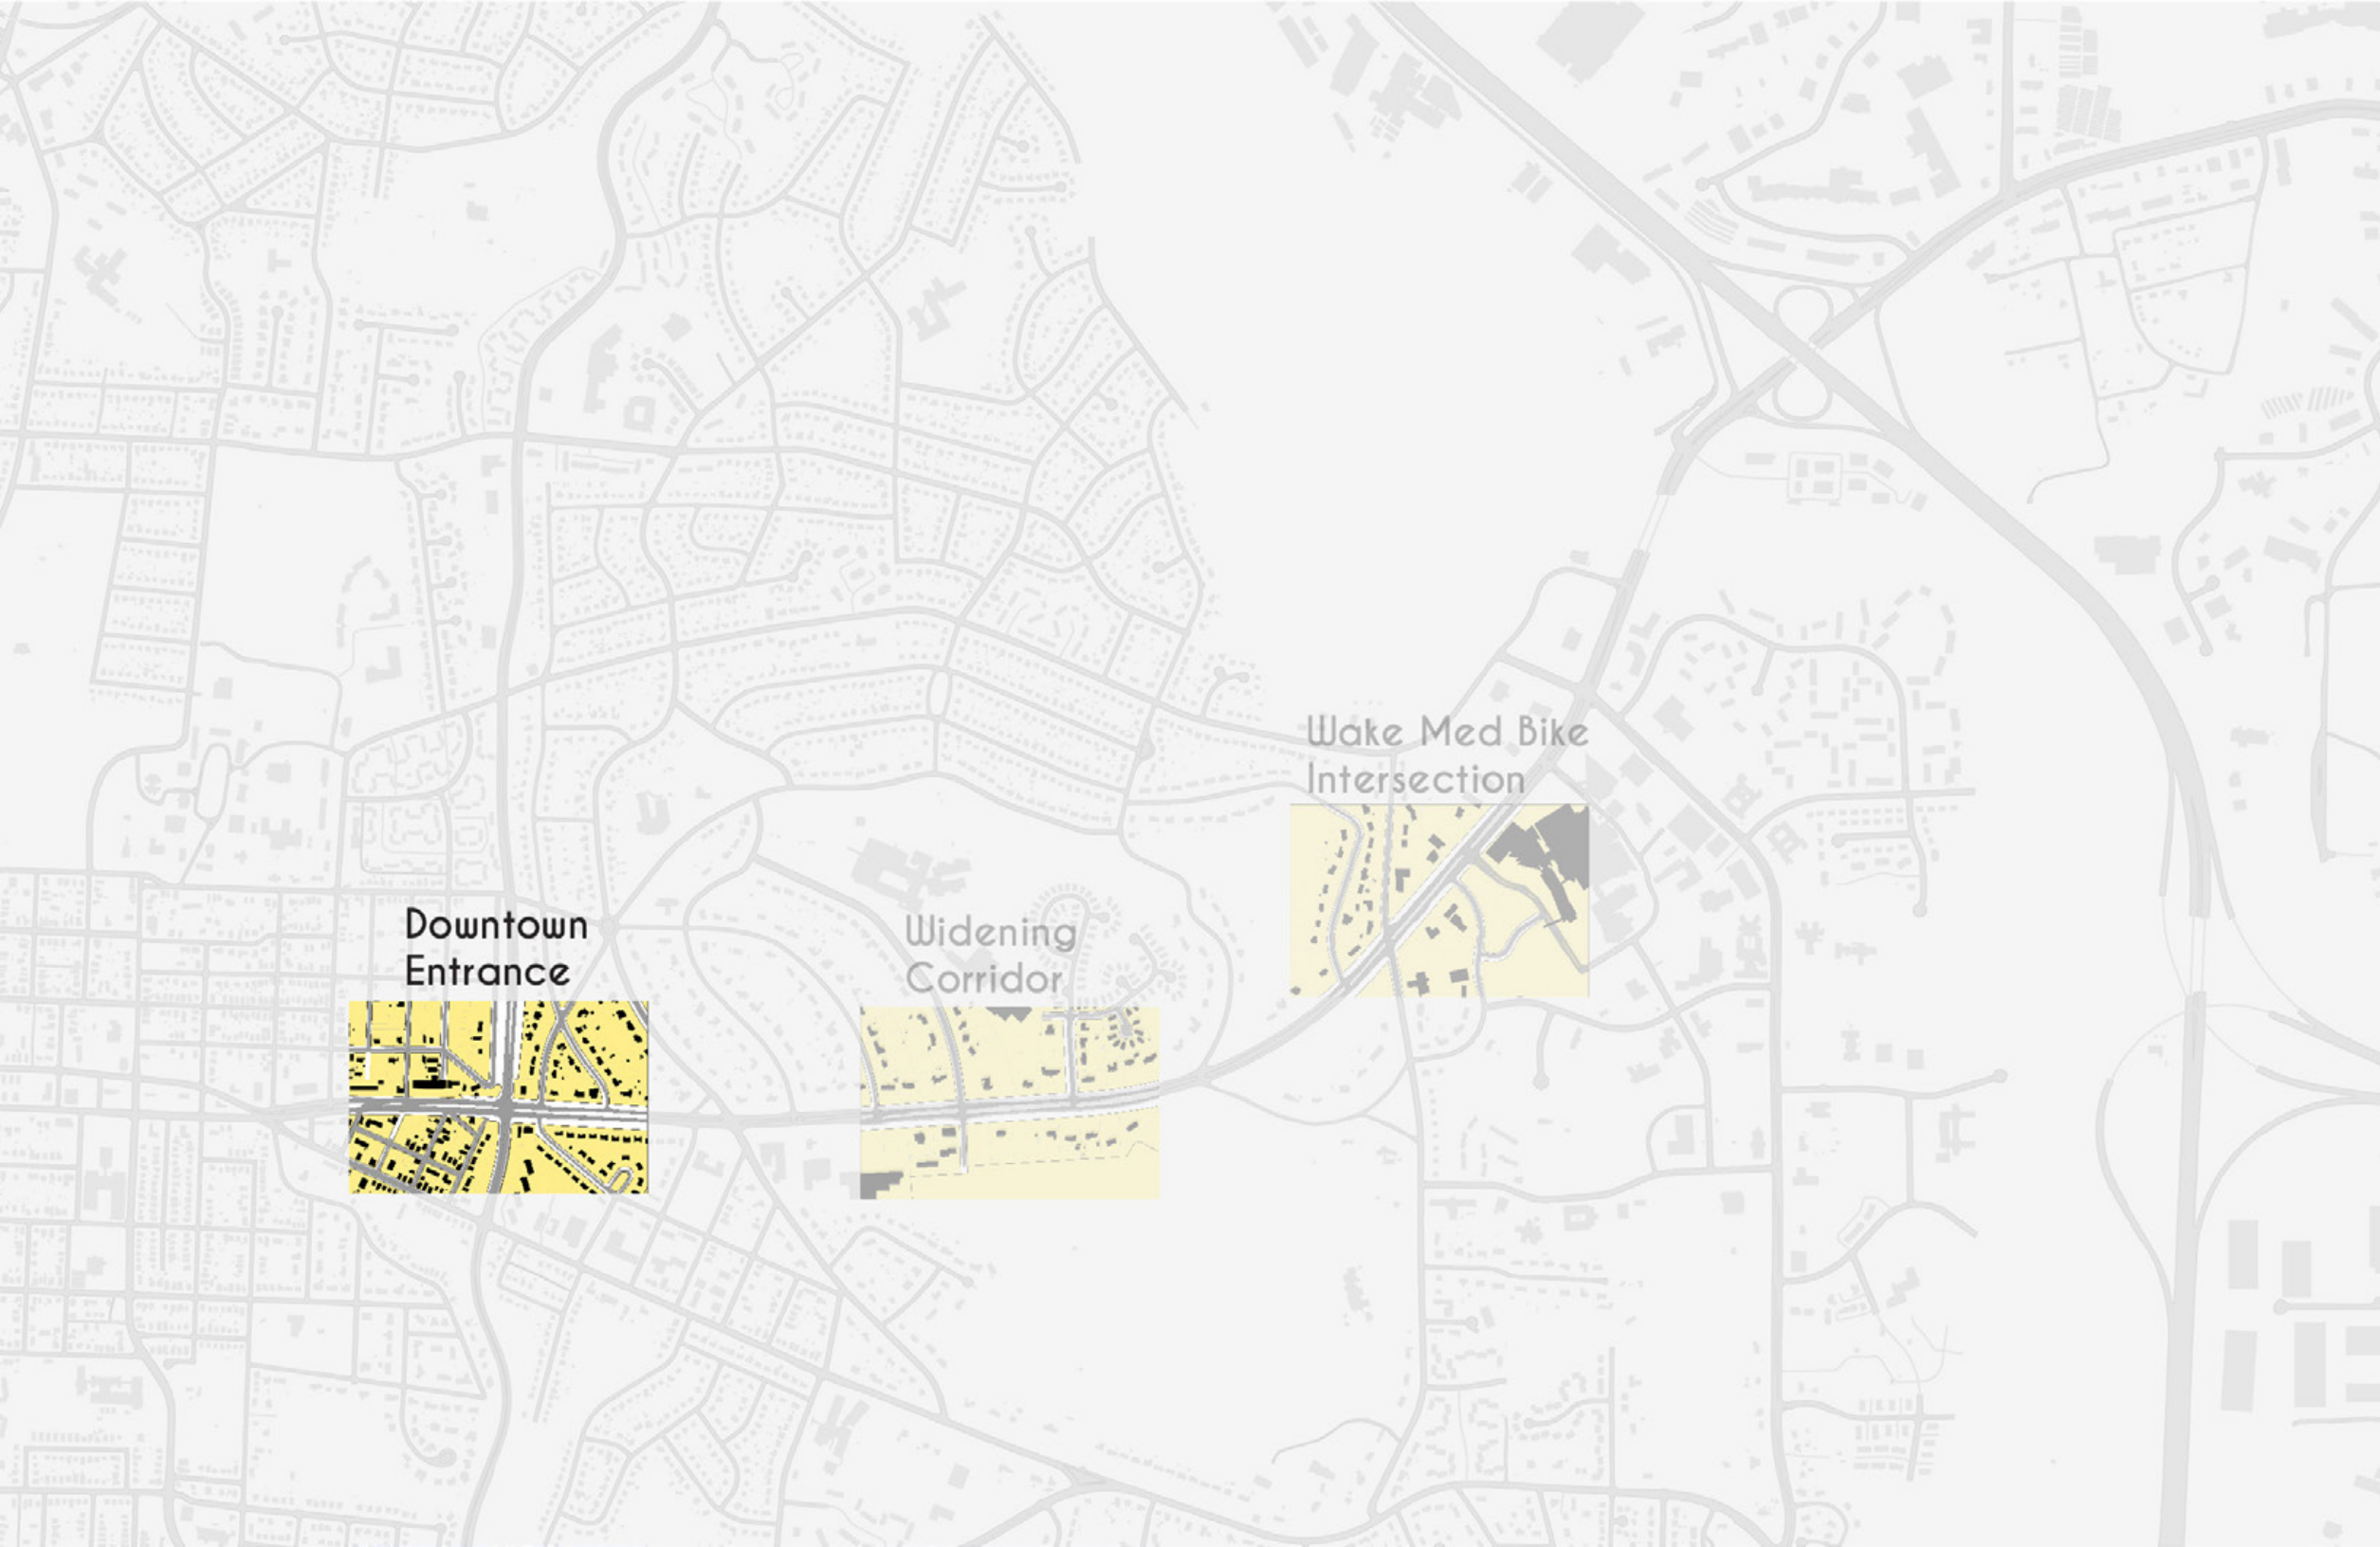 Wake Med Bike
Intersection
Downtown
Entrance
Widening
Corridor